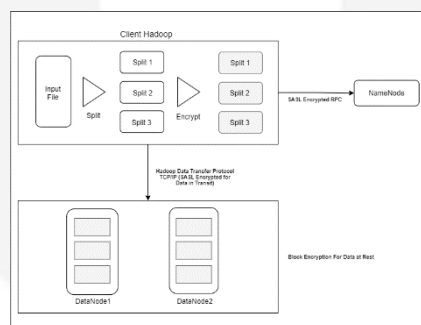 Client Hadoop
Input
File
Split
Split 1
Split 2
Split 3
Encrypt
Split 1
Split 2
Split 3
SASL Encrypted RPC
NameNode
Hadoop Data Transfer Protocol
TCP/IP (SASL Encrypted for
Data in Transit)
DataNode1
DataNode2
Block Encryption For Data at Rest